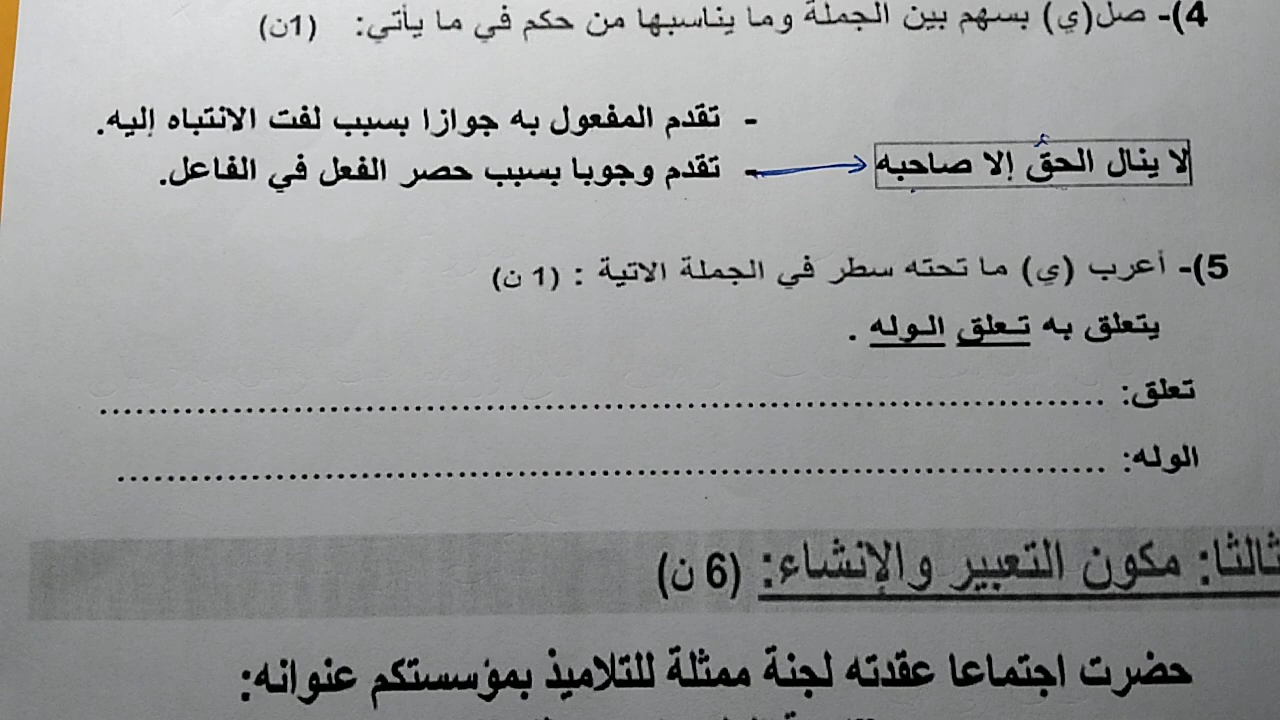 4)- صل(ي) بسهم بين الجملة وما يناسبها من حكم في ما يأتي: (1ن)
- تقدم المفعول به جوازا بسبب لفت الانتباه إليه.
لا ينال الحقُّ إلا صاحبه
- تقدم وجوبا بسبب حصر الفعل في الفاعل.
5)- أعرب (ي) ما تحته سطر في الجملة الاتية : (1 ن)
يتعلق به تـعلق الـوله .
تعلق: ........................................................................
الوله: ........................................................................
ثالثا: مكون التعبير والإنشاء: (6 ن)
حضرت اجتماعا عقدته لجنة ممثلة للتلاميذ بمؤسستكم عنوانه: